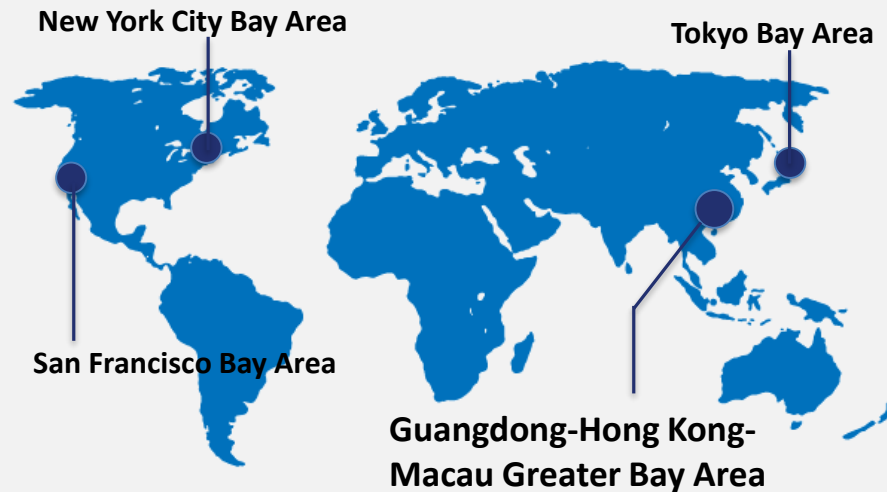 New York City Bay Area
Tokyo Bay Area
San Francisco Bay Area
Guangdong-Hong Kong-
Macau Greater Bay Area